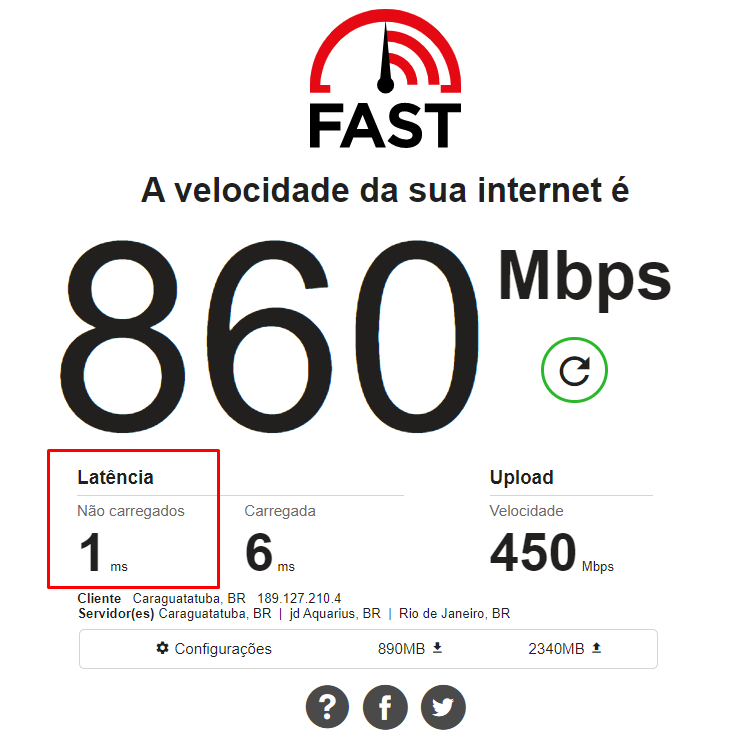 FAST
A velocidade da sua internet é
860 Mbps
Latência
Upload
Não carregados
Carregada
Velocidade
1 ms
6 ms
450 Mbps
Cliente Caraguatatuba, BR 189.127.210.4
Servidor(es) Caraguatatuba, BR | jd Aquarius, BR | Rio de Janeiro, BR
Configurações
890MB
2340MB
?
f